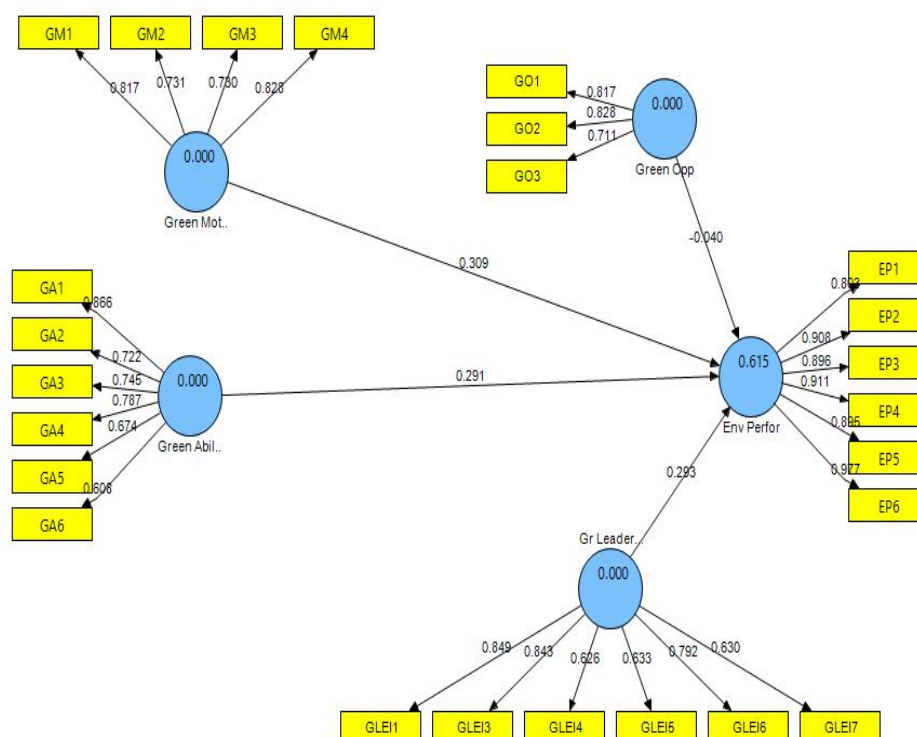 GM1 GM2 GM3 GM4
0.817 0.731 0.730 0.828
0.000
Green Mot..
GO1
GO2
GO3
0.817
0.828
0.711
0.000
Green Opp
-0.040
0.309
GA1
GA2
GA3
GA4
GA5
GA6
0.866
0.722
0.745
0.787
0.674
0.608
0.000
Green Abil..
0.291
0.615
Env Perfor
EP1
EP2
EP3
EP4
EP5
EP6
0.908
0.896
0.911
0.895
0.977
0.293
Gr Leader...
0.000
0.849 0.843 0.626 0.633 0.792 0.630
GLEI1 GLEI3 GLEI4 GLEI5 GLEI6 GLEI7